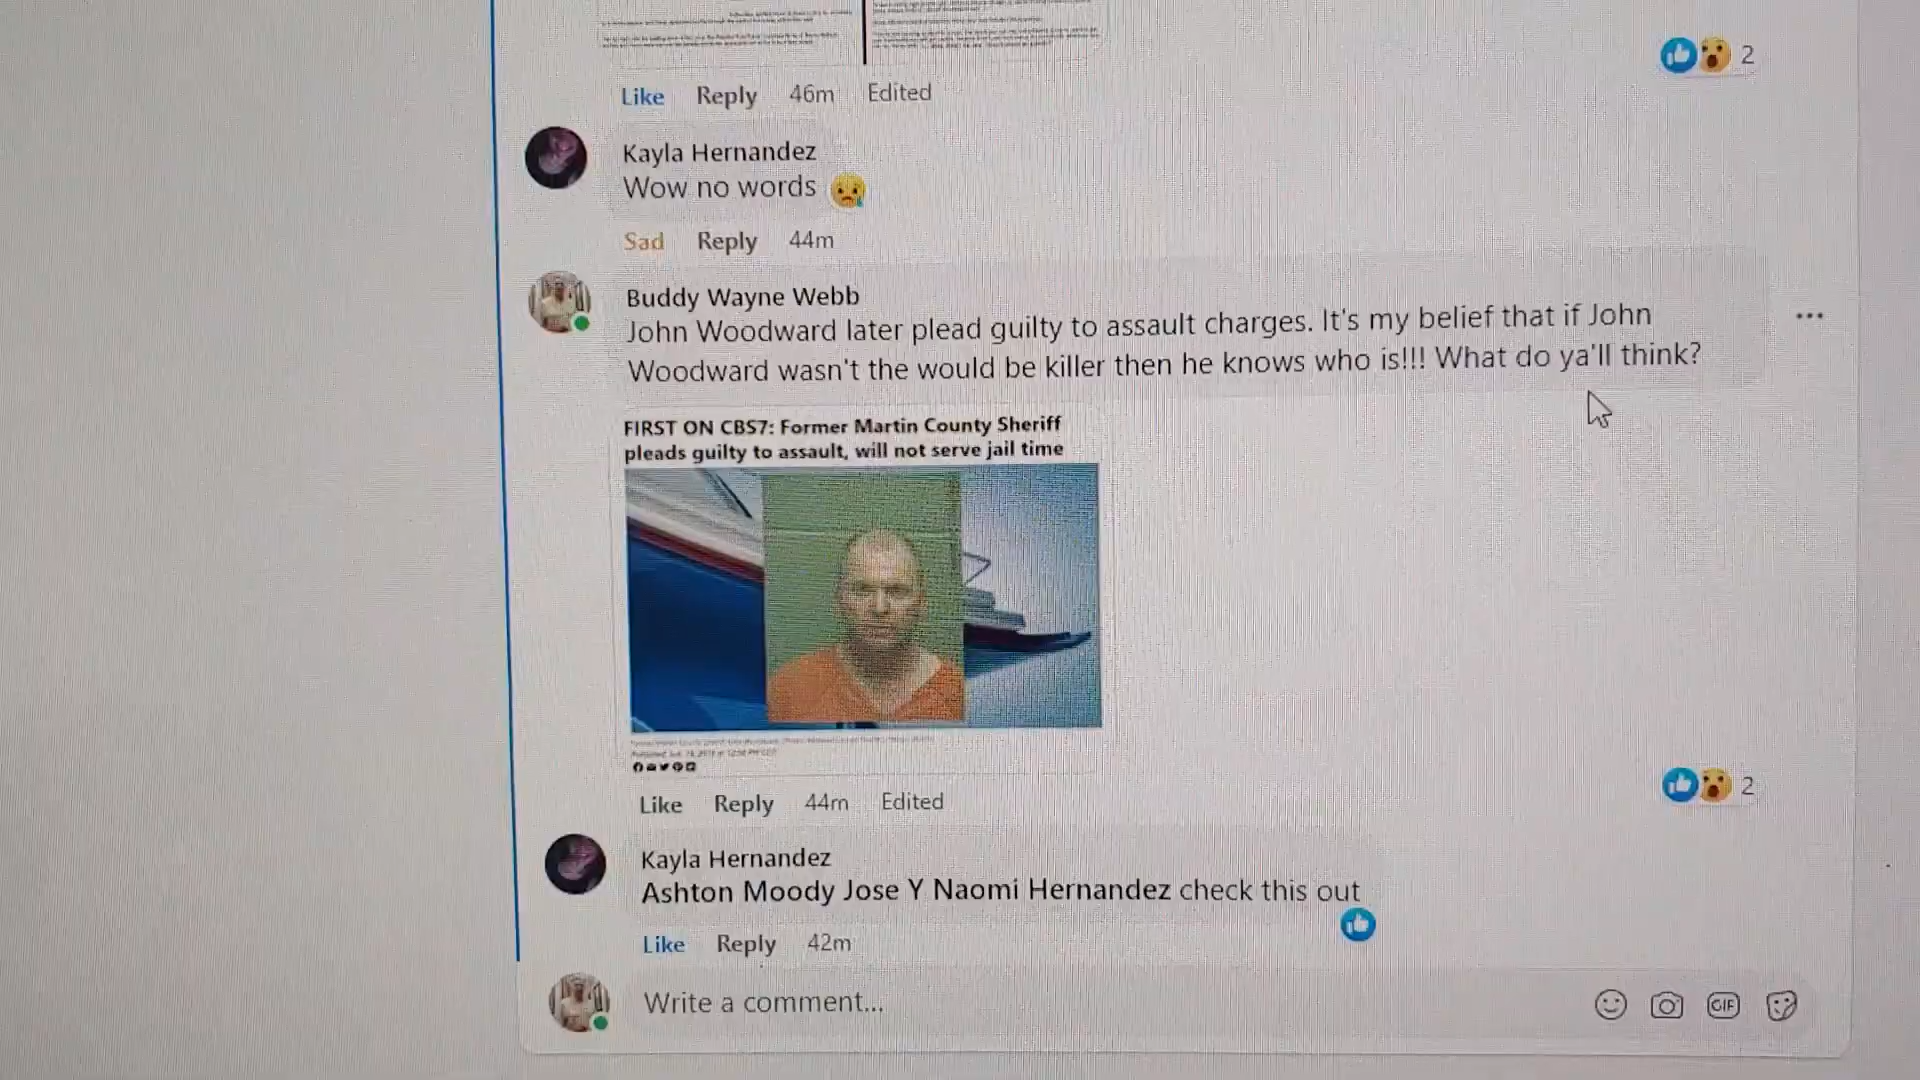 2
Like Reply 46m Edited
Kayla Hernandez
Wow no words
Sad Reply 44m
Buddy Wayne Webb
John Woodward later plead guilty to assault charges. It's my belief that if John
Woodward wasn't the would be killer then he knows who is!!! What do ya'll think?
FIRST ON CBS7: Former Martin County Sheriff
pleads guilty to assault, will not serve jail time
2
Like Reply 44m Edited
Kayla Hernandez
Ashton Moody Jose Y Naomi Hernandez check this out
Like Reply 42m
Write a comment...
GIF